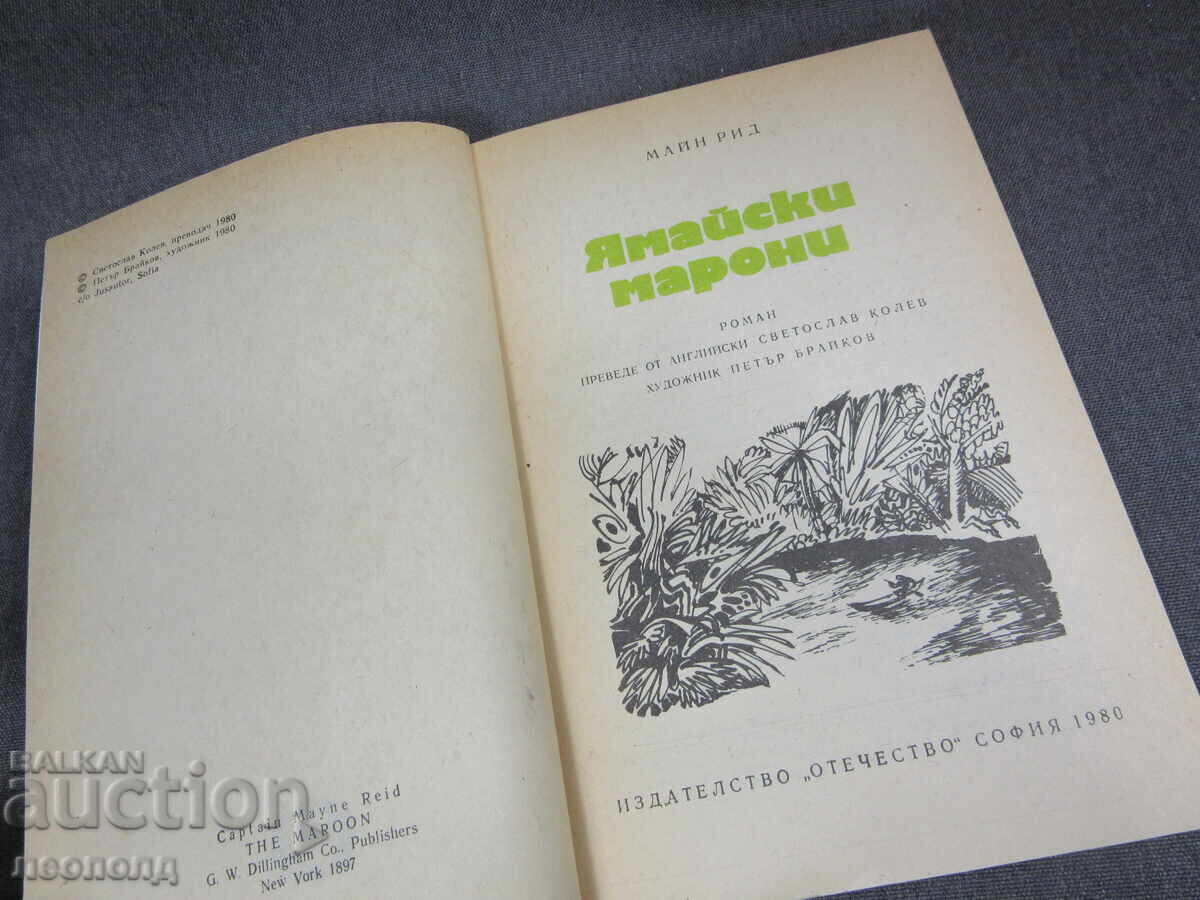 © Светослав Колев, преводач 1980
© Петър Брайков, художник 1980
c/o Jusautor, Sofia
Captain Mayne Reid
THE MAROON
G. W. Dillingham Co., Publishers
New York 1897
МАЙН РИД
Ямайски
марони
РОМАН
ПРЕВЕДЕ ОТ АНГЛИЙСКИ СВЕТОСЛАВ КОЛЕВ
ХУДОЖНИК ПЕТЪР БРАЙКОВ
ИЗДАТЕЛСТВО „ОТЕЧЕСТВО“ СОФИЯ 1980
BALKAN
auction
леополд